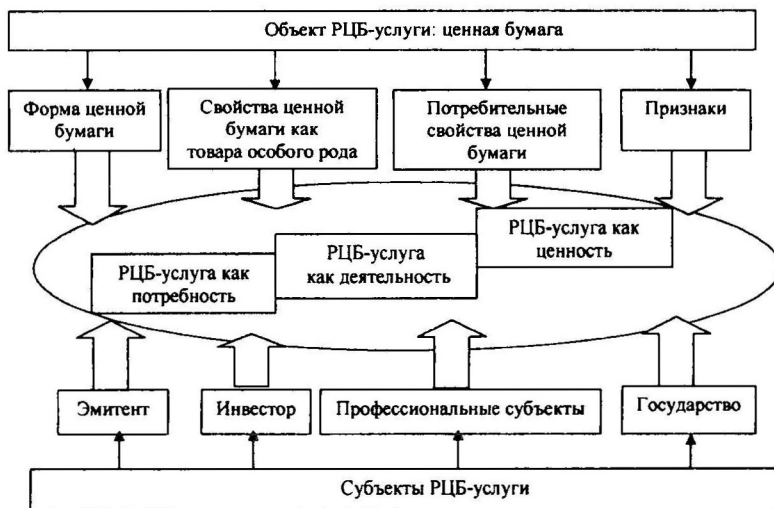 Объект РЦБ-услуги: ценная бумага
Форма ценной
бумаги
Свойства ценной
бумаги как
товара особого рода
Потребительные
свойства ценной
бумаги
Признаки
РЦБ-услуга как
потребность
РЦБ-услуга
как деятельность
РЦБ-услуга как
ценность
Эмитент
Инвестор
Профессиональные субъекты
Государство
Субъекты РЦБ-услуги